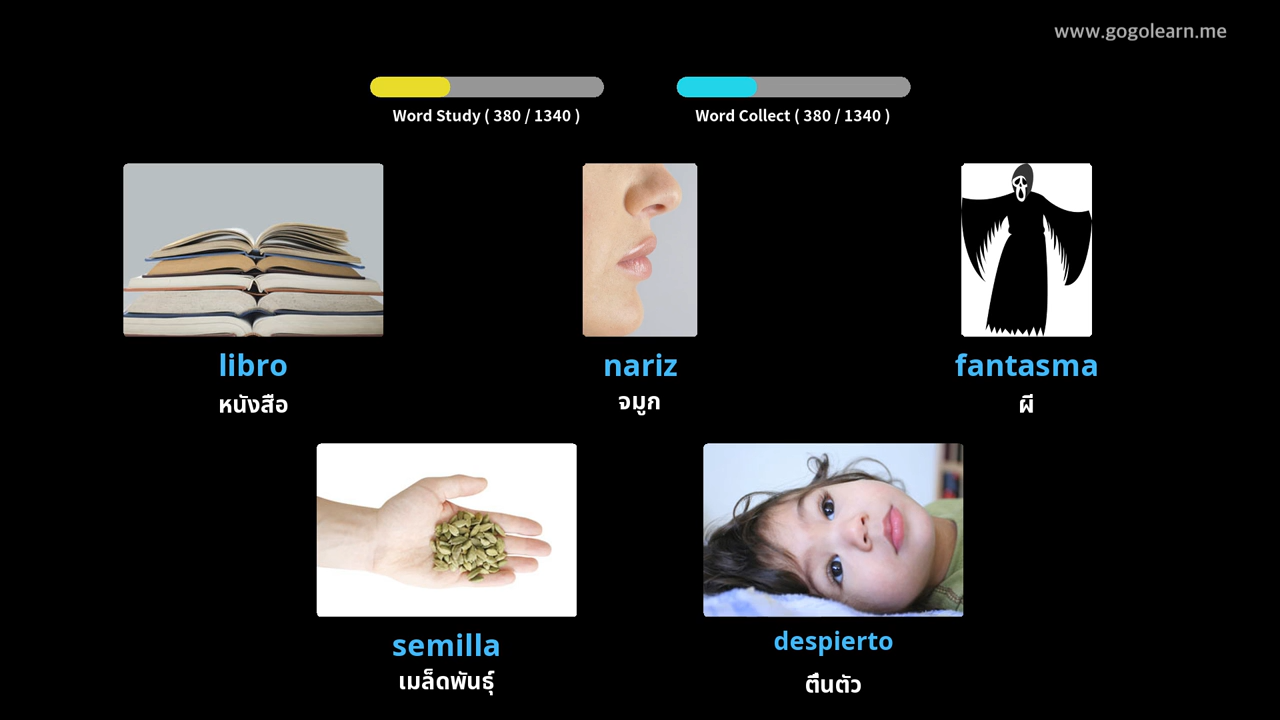 www.gogolearn.me
Word Study ( 380 / 1340 )
Word Collect ( 380 / 1340 )
libro
หนังสือ
nariz
จมูก
fantasma
ผี
semilla
เมล็ดพันธุ์
despierto
ตื่นตัว